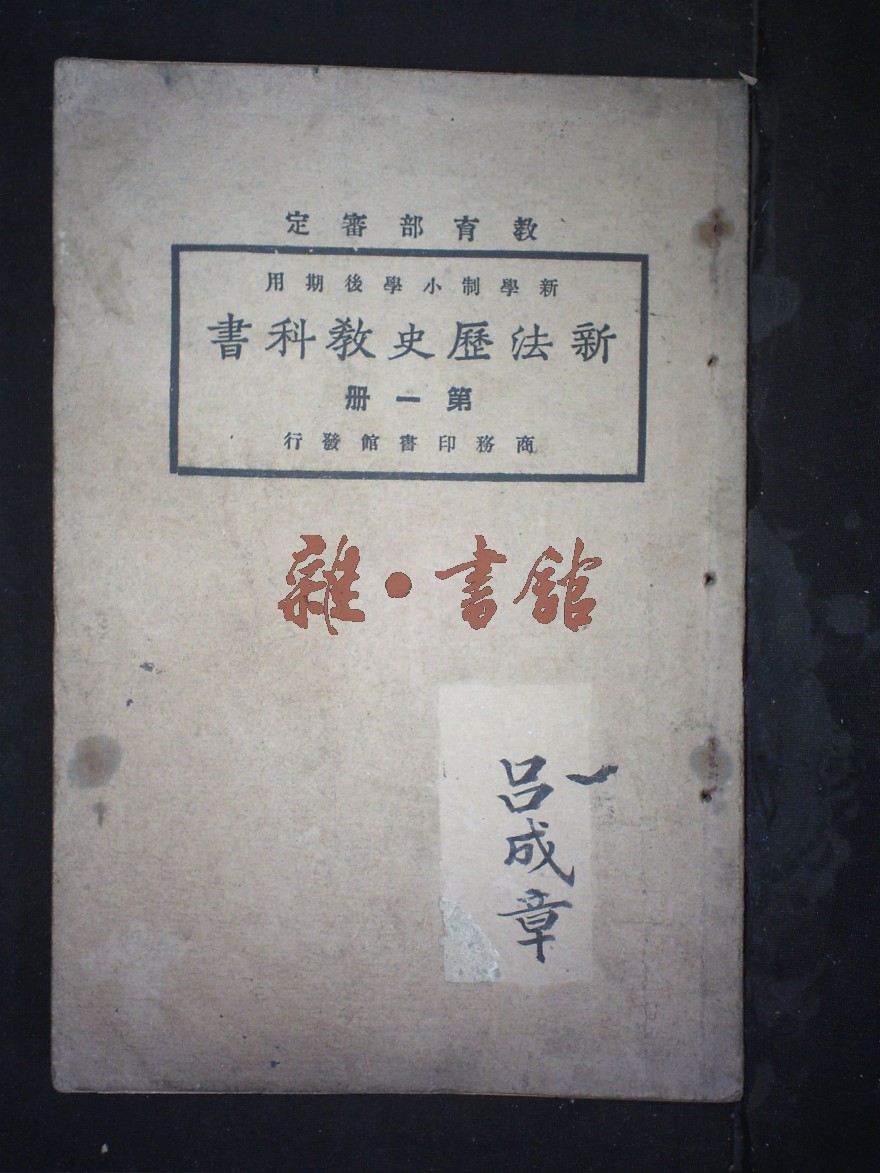 教育部審定
新學制小學後期用
新法歷史教科書
第一冊
商務印書館發行
雜·書館
一
呂成章